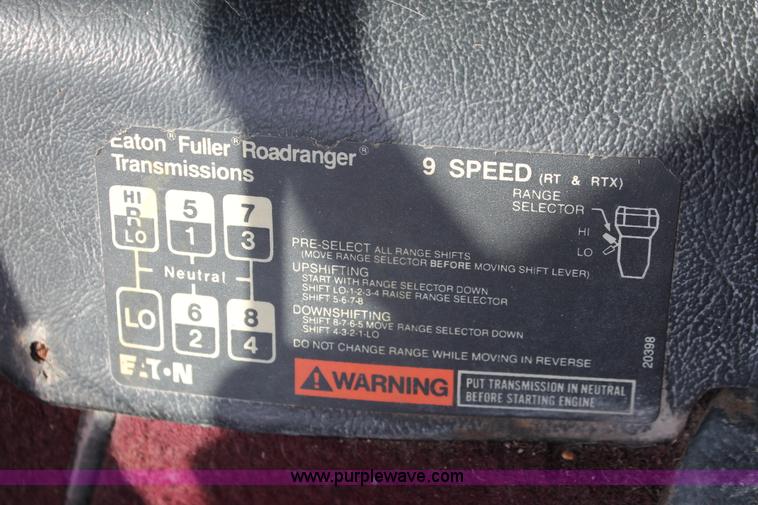 Eaton® Fuller® Roadranger®
Transmissions
9 SPEED (RT & RTX)
RANGE
SELECTOR
HI
LO
HI
R
LO
5
1
7
3
Neutral
LO
6
2
8
4
EAT•N
PRE-SELECT ALL RANGE SHIFTS
(MOVE RANGE SELECTOR BEFORE MOVING SHIFT LEVER)
UPSHIFTING
START WITH RANGE SELECTOR DOWN
SHIFT LO-1-2-3-4 RAISE RANGE SELECTOR
SHIFT 5-6-7-8
DOWNSHIFTING
SHIFT 8-7-6-5 MOVE RANGE SELECTOR DOWN
SHIFT 4-3-2-1-LO
DO NOT CHANGE RANGE WHILE MOVING IN REVERSE
WARNING
PUT TRANSMISSION IN NEUTRAL
BEFORE STARTING ENGINE
20398
www.purplewave.com